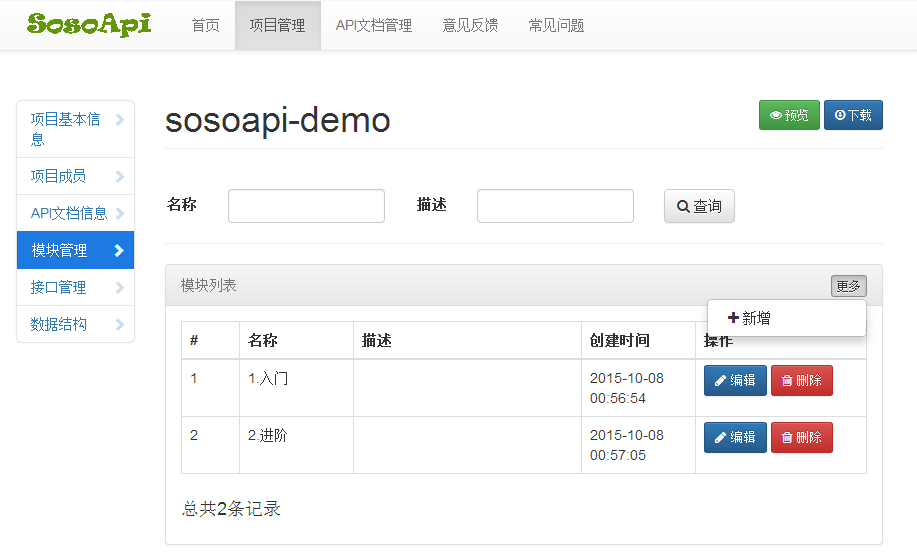 SosoApi 首页 项目管理 API文档管理 意见反馈 常见问题
项目基本信
息
项目成员
API文档信息
模块管理
接口管理
数据结构
sosoapi-demo 预览 下载
名称 描述 查询
模块列表 更多
新增
# 名称 描述 创建时间 操作
1 1.入门 2015-10-08
00:56:54 编辑 删除
2 2.进阶 2015-10-08
00:57:05 编辑 删除
总共2条记录